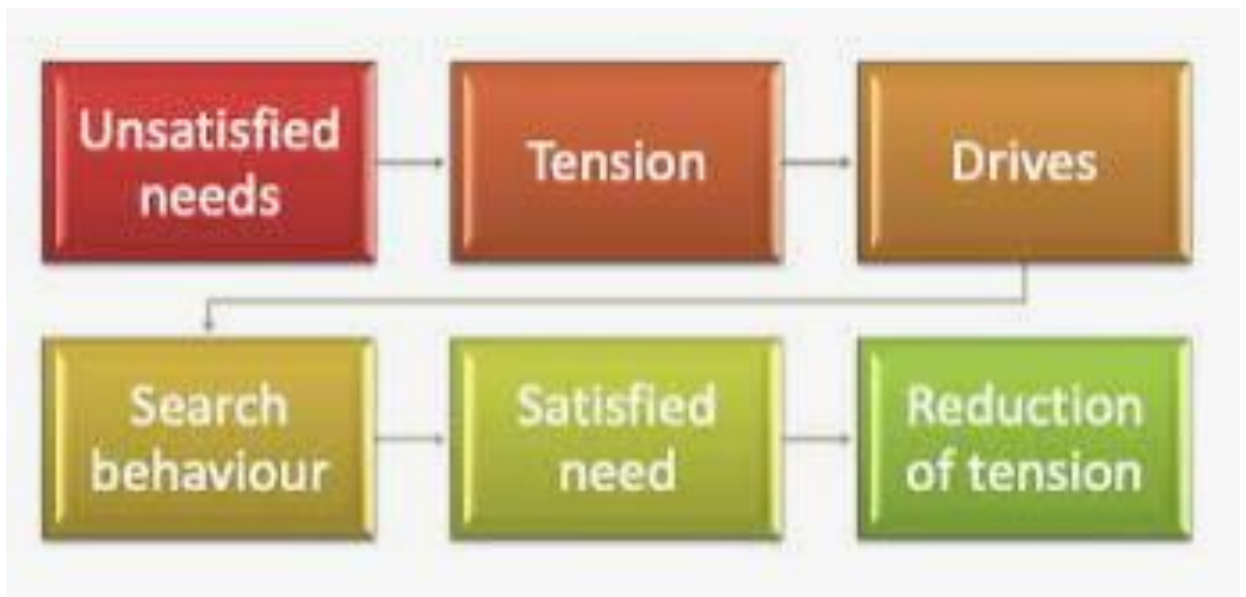 Unsatisfied
needs
Tension
Drives
Search
behaviour
Satisfied
need
Reduction
of tension